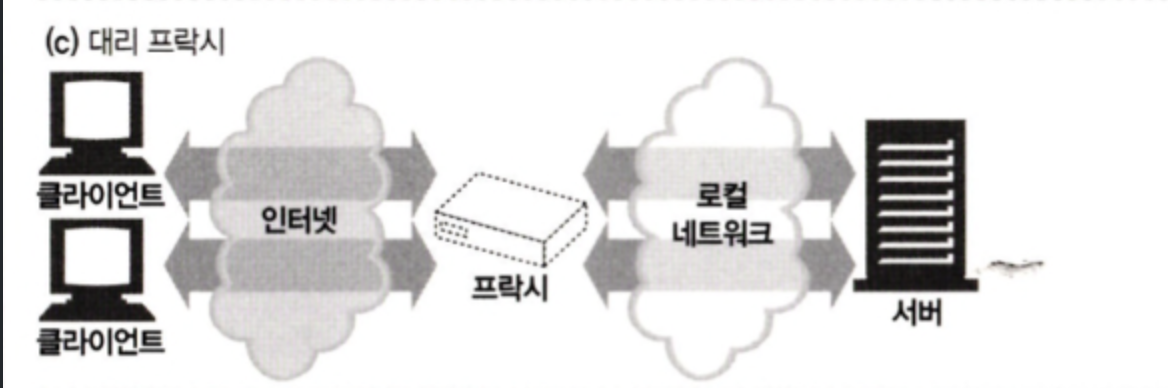 (c) 대리 프락시
클라이언트
인터넷
로컬
네트워크
프락시
클라이언트
서버